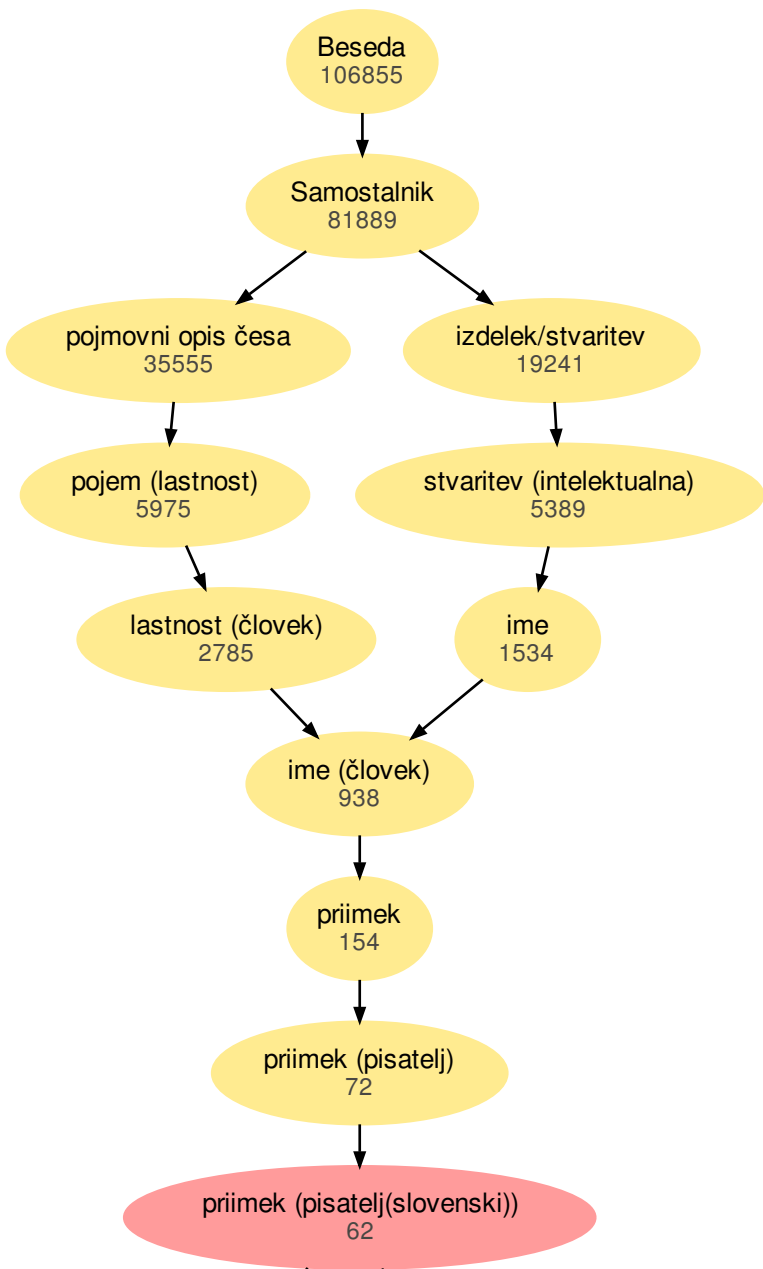 Beseda
106855
Samostalnik
81889
pojmovni opis česa
35555
izdelek/stvaritev
19241
pojem (lastnost)
5975
stvaritev (intelektualna)
5389
lastnost (človek)
2785
ime
1534
ime (človek)
938
priimek
154
priimek (pisatelj)
72
priimek (pisatelj(slovenski))
62